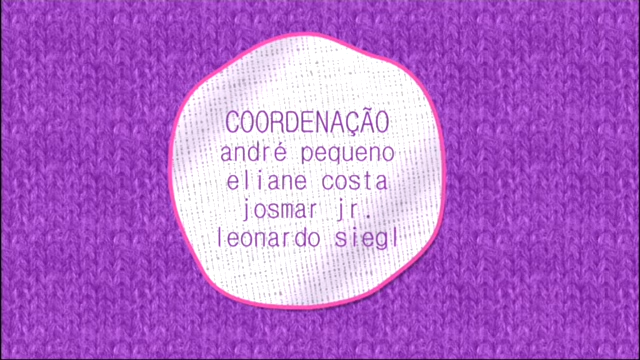 COORDENAÇÃO
andré pequeno
eliane costa
josmar jr.
leonardo siegl